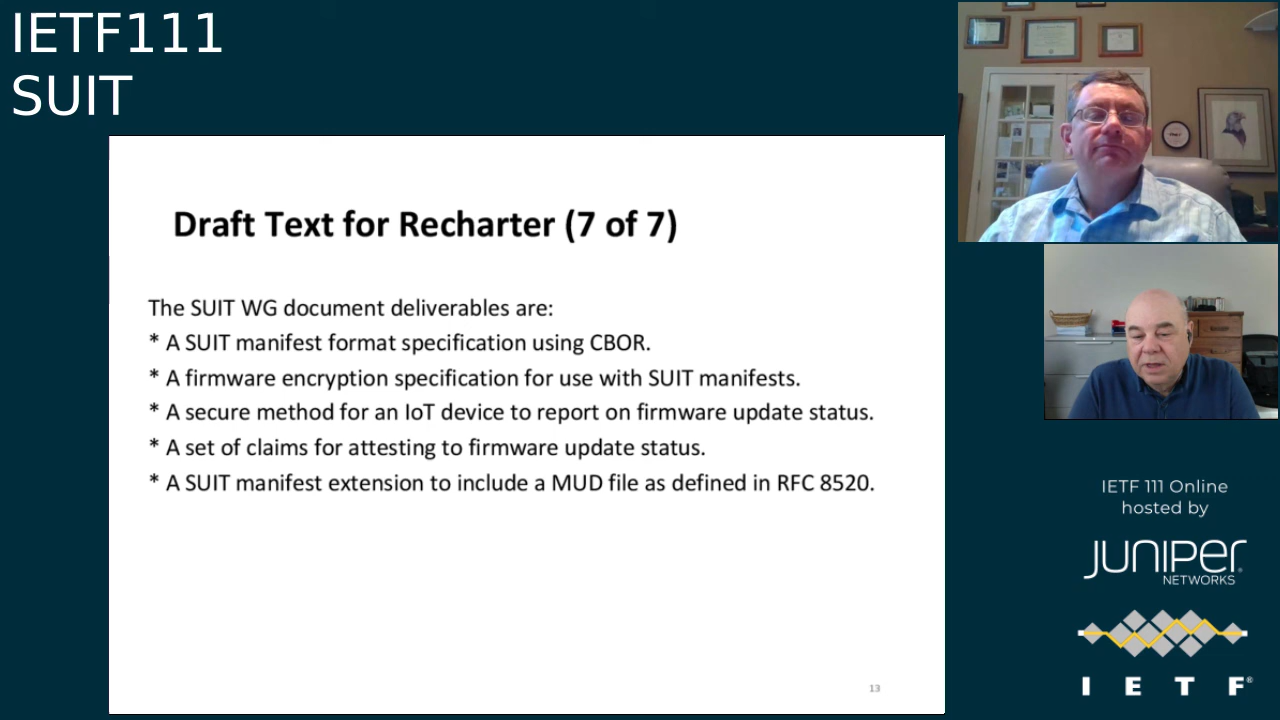 IETF111
SUIT
Draft Text for Recharter (7 of 7)
The SUIT WG document deliverables are:
* A SUIT manifest format specification using CBOR.
* A firmware encryption specification for use with SUIT manifests.
* A secure method for an IoT device to report on firmware update status.
* A set of claims for attesting to firmware update status.
* A SUIT manifest extension to include a MUD file as defined in RFC 8520.
13
IETF 111 Online
hosted by
JUNIPER
NETWORKS
I E T F®